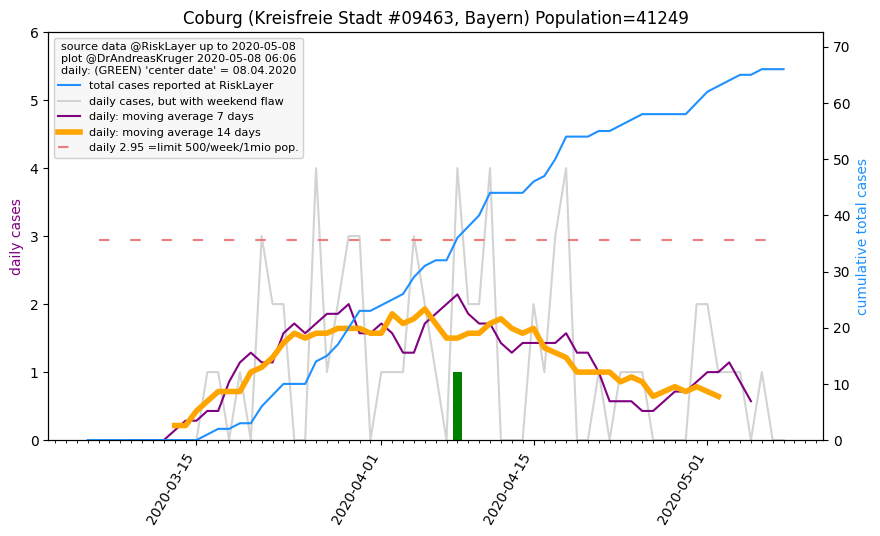 Coburg (Kreisfreie Stadt #09463, Bayern) Population=41249
source data @RiskLayer up to 2020-05-08
plot @DrAndreasKruger 2020-05-08 06:06
daily: (GREEN) 'center date' = 08.04.2020
total cases reported at RiskLayer
daily cases, but with weekend flaw
daily: moving average 7 days
daily: moving average 14 days
daily 2.95 =limit 500/week/1mio pop.
daily cases
6
5
4
3
2
1
0
cumulative total cases
70
60
50
40
30
20
10
0
2020-03-15
2020-04-01
2020-04-15
2020-05-01